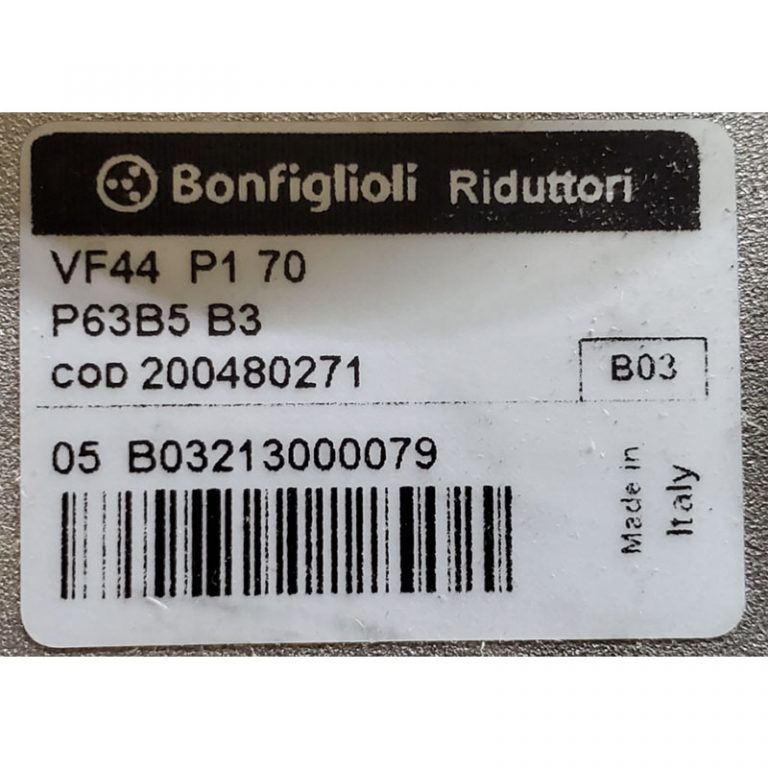 Bonfiglioli Riduttori
VF44 P1 70
P63B5 B3
COD 200480271
B03
05 B03213000079
Made in
Italy